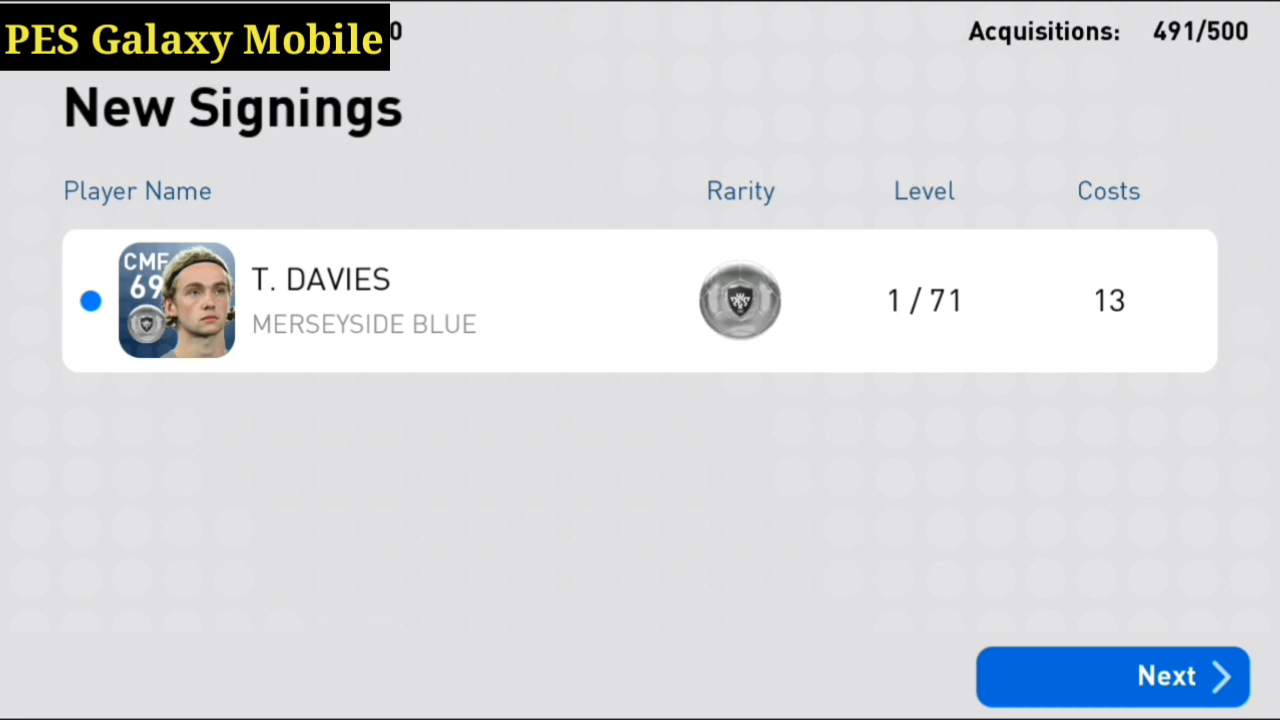 PES Galaxy Mobile
0
Acquisitions: 491/500
New Signings
Player Name Rarity Level Costs
CMF
69
T. DAVIES
MERSEYSIDE BLUE
1 / 71
13
Next